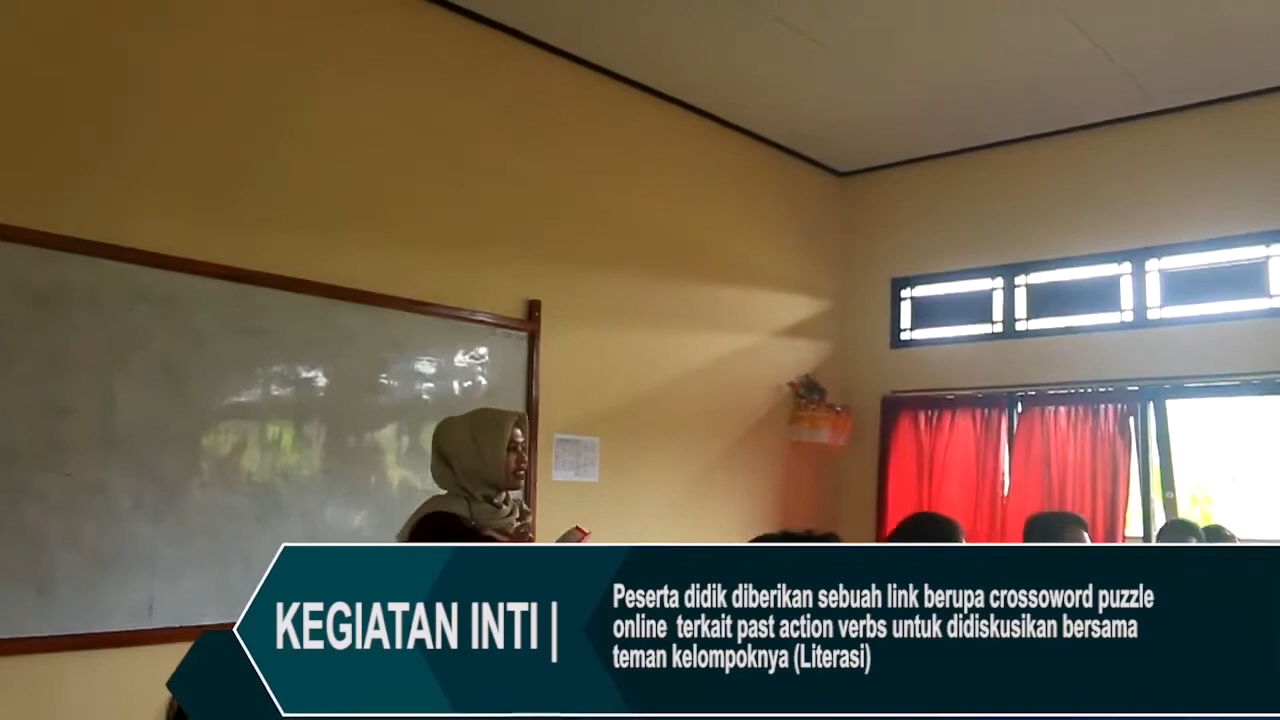 KEGIATAN INTI |
Peserta didik diberikan sebuah link berupa crossoword puzzle
online terkait past action verbs untuk didiskusikan bersama
teman kelompoknya (Literasi)